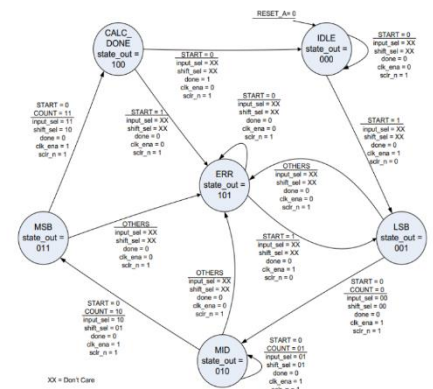 RESET_A= 0
CALC_
DONE
state_out =
100
IDLE
state_out =
000
START = 0
input_sel = XX
shift_sel = XX
done = 1
clk_ena = 0
sclr_n = 1
START = 0
input_sel = XX
shift_sel = XX
done = 0
clk_ena = 0
sclr_n = 1
START = 0
COUNT = 11
input_sel = 11
shift_sel = 10
done = 0
clk_ena = 1
sclr_n = 1
START = 1
input_sel = XX
shift_sel = XX
done = 0
clk_ena = 0
sclr_n = 1
START = 0
input_sel = XX
shift_sel = XX
done = 0
clk_ena = 0
sclr_n = 1
START = 1
input_sel = XX
shift_sel = XX
done = 0
clk_ena = 1
sclr_n = 0
ERR
state_out =
101
OTHERS
input_sel = XX
shift_sel = XX
done = 0
clk_ena = 0
sclr_n = 1
MSB
state_out =
011
OTHERS
input_sel = XX
shift_sel = XX
done = 0
clk_ena = 0
sclr_n = 1
START = 1
input_sel = XX
shift_sel = XX
done = 0
clk_ena = 1
sclr_n = 0
LSB
state_out =
001
OTHERS
input_sel = XX
shift_sel = XX
done = 0
clk_ena = 0
sclr_n = 1
START = 0
COUNT = 00
input_sel = 00
shift_sel = 00
done = 0
clk_ena = 1
sclr_n = 1
START = 0
COUNT = 10
input_sel = 10
shift_sel = 01
done = 0
clk_ena = 1
sclr_n = 1
MID
state_out =
010
START = 0
COUNT = 01
input_sel = 01
shift_sel = 01
done = 0
clk_ena = 1
sclr_n = 1
XX = Don't Care